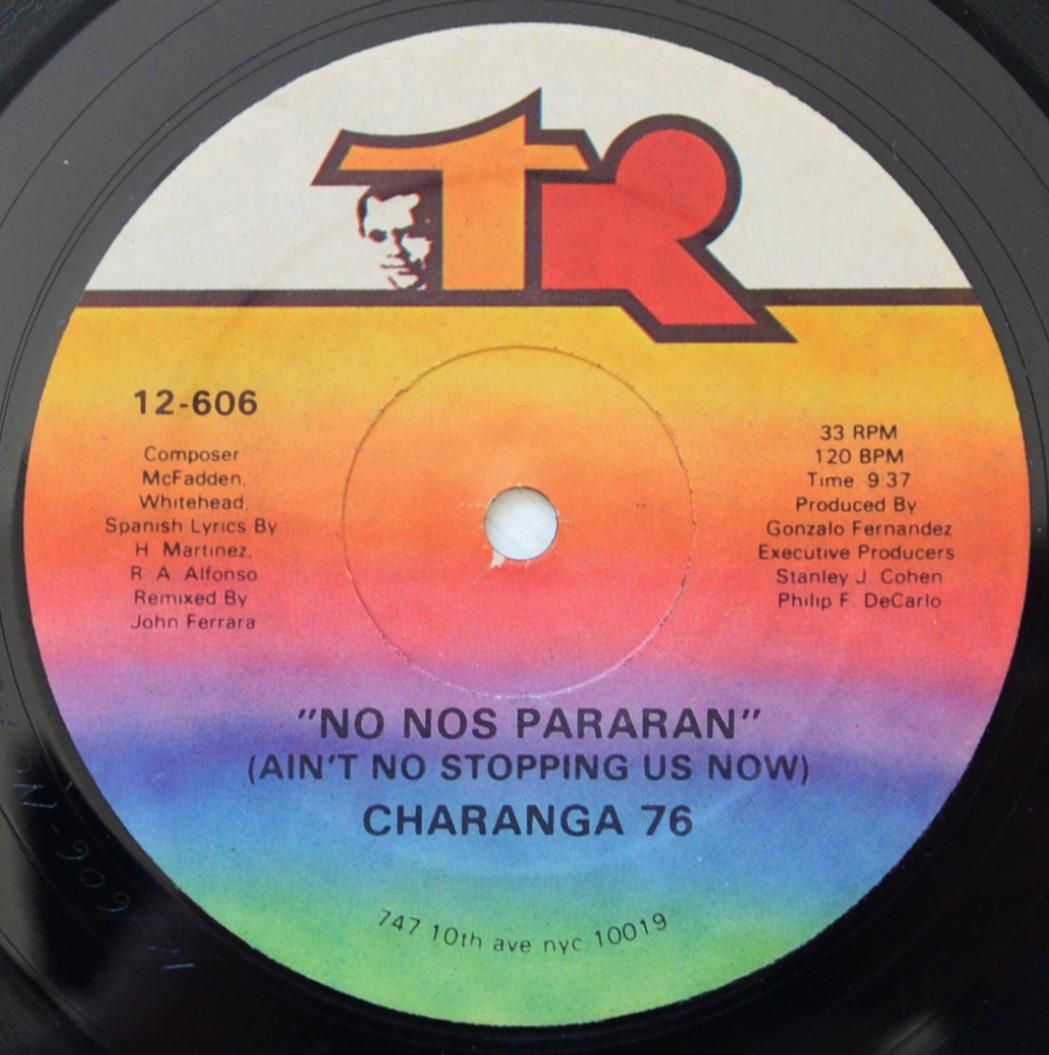 TR
12-606
Composer
McFadden,
Whitehead,
Spanish Lyrics By
H. Martinez,
R. A. Alfonso
Remixed By
John Ferrara
33 RPM
120 BPM
Time 9:37
Produced By
Gonzalo Fernandez
Executive Producers
Stanley J. Cohen
Philip F. DeCarlo
"NO NOS PARARAN"
(AIN'T NO STOPPING US NOW)
CHARANGA 76
747 10th ave nyc 10019